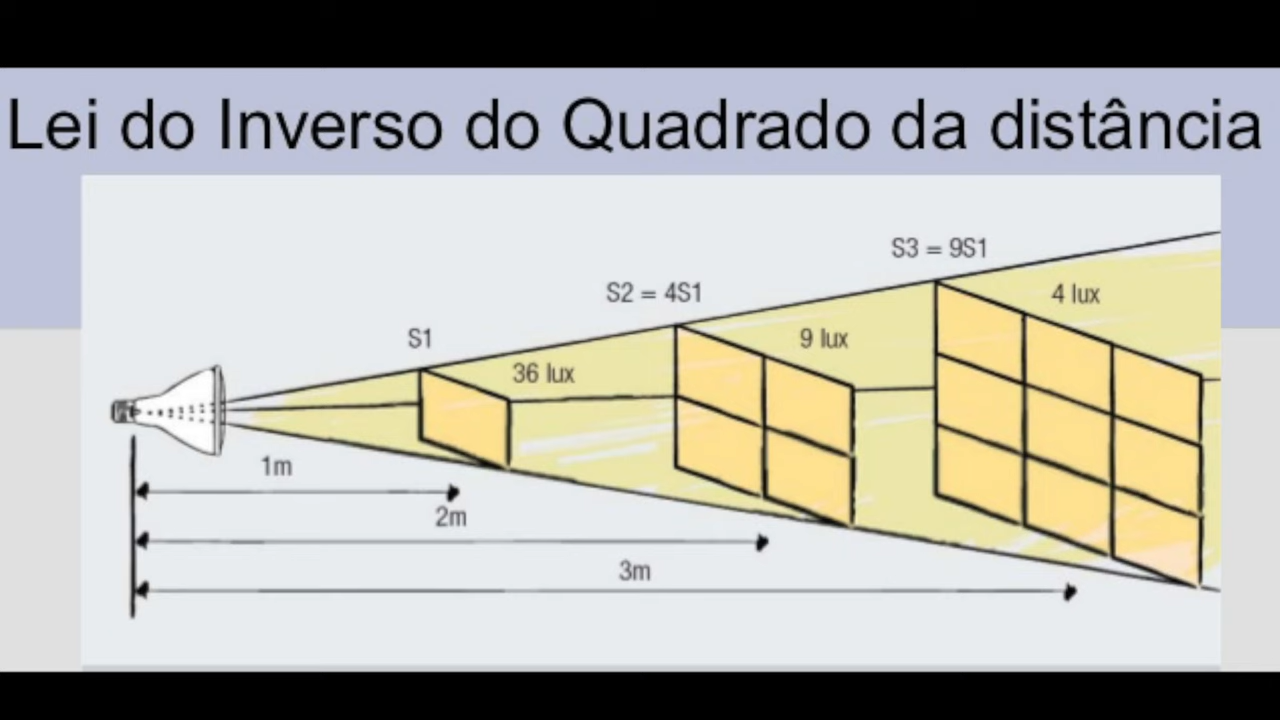 Lei do Inverso do Quadrado da distância
S3 = 9S1
S2 = 4S1
4 lux
S1
9 lux
36 lux
1m
2m
3m